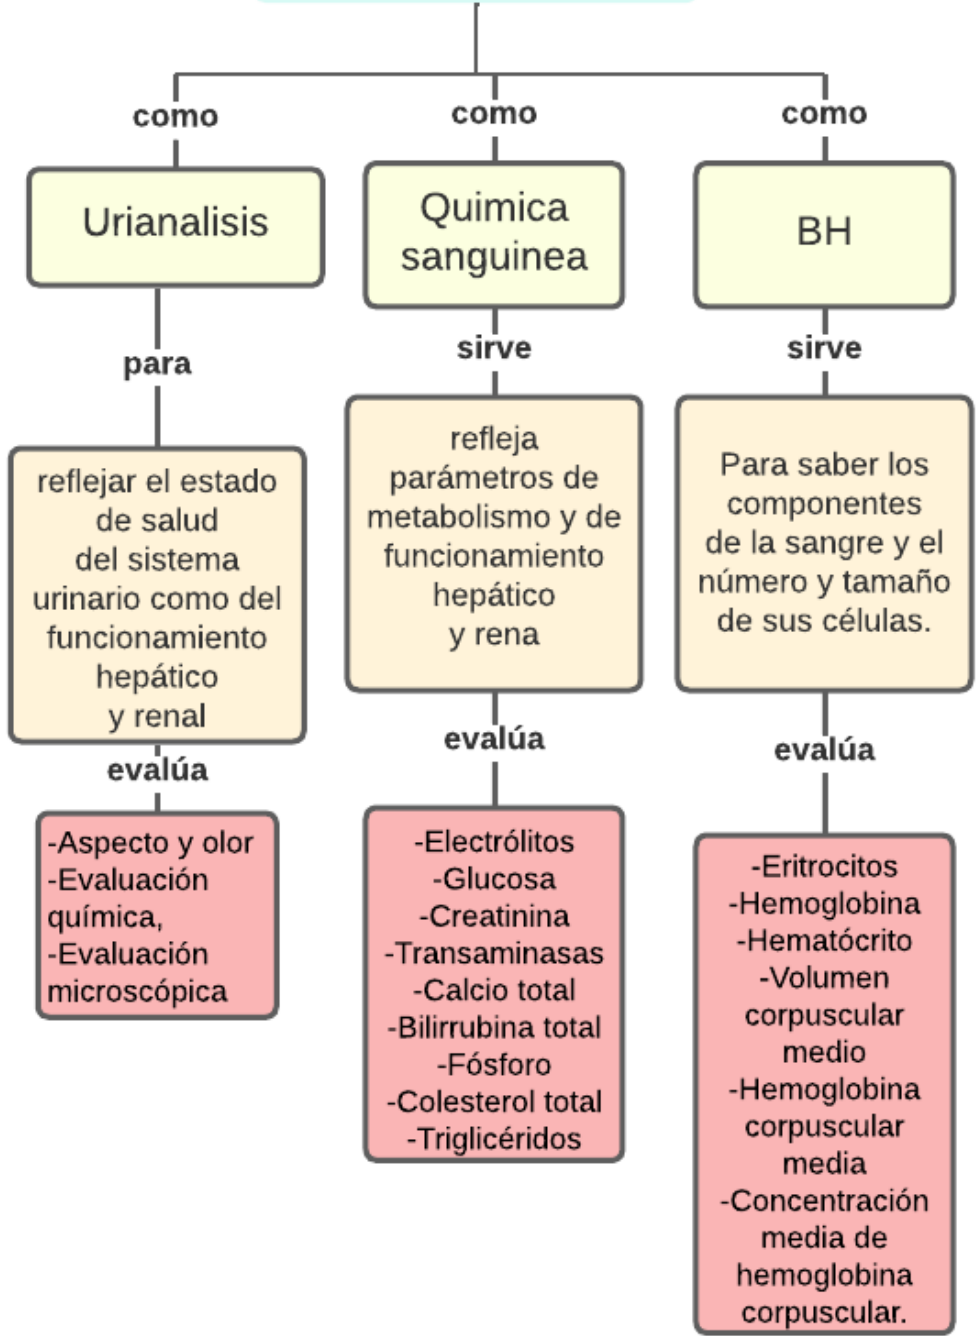 como
Urianalisis
para
reflejar el estado
de salud
del sistema
urinario como del
funcionamiento
hepático
y renal
evalúa
-Aspecto y olor
-Evaluación
química,
-Evaluación
microscópica
como
Quimica
sanguinea
sirve
refleja
parámetros de
metabolismo y de
funcionamiento
hepático
y rena
evalúa
-Electrólitos
-Glucosa
-Creatinina
-Transaminasas
-Calcio total
-Bilirrubina total
-Fósforo
-Colesterol total
-Triglicéridos
como
BH
sirve
Para saber los
componentes
de la sangre y el
número y tamaño
de sus células.
evalúa
-Eritrocitos
-Hemoglobina
-Hematócrito
-Volumen
corpuscular
medio
-Hemoglobina
corpuscular
media
-Concentración
media de
hemoglobina
corpuscular.